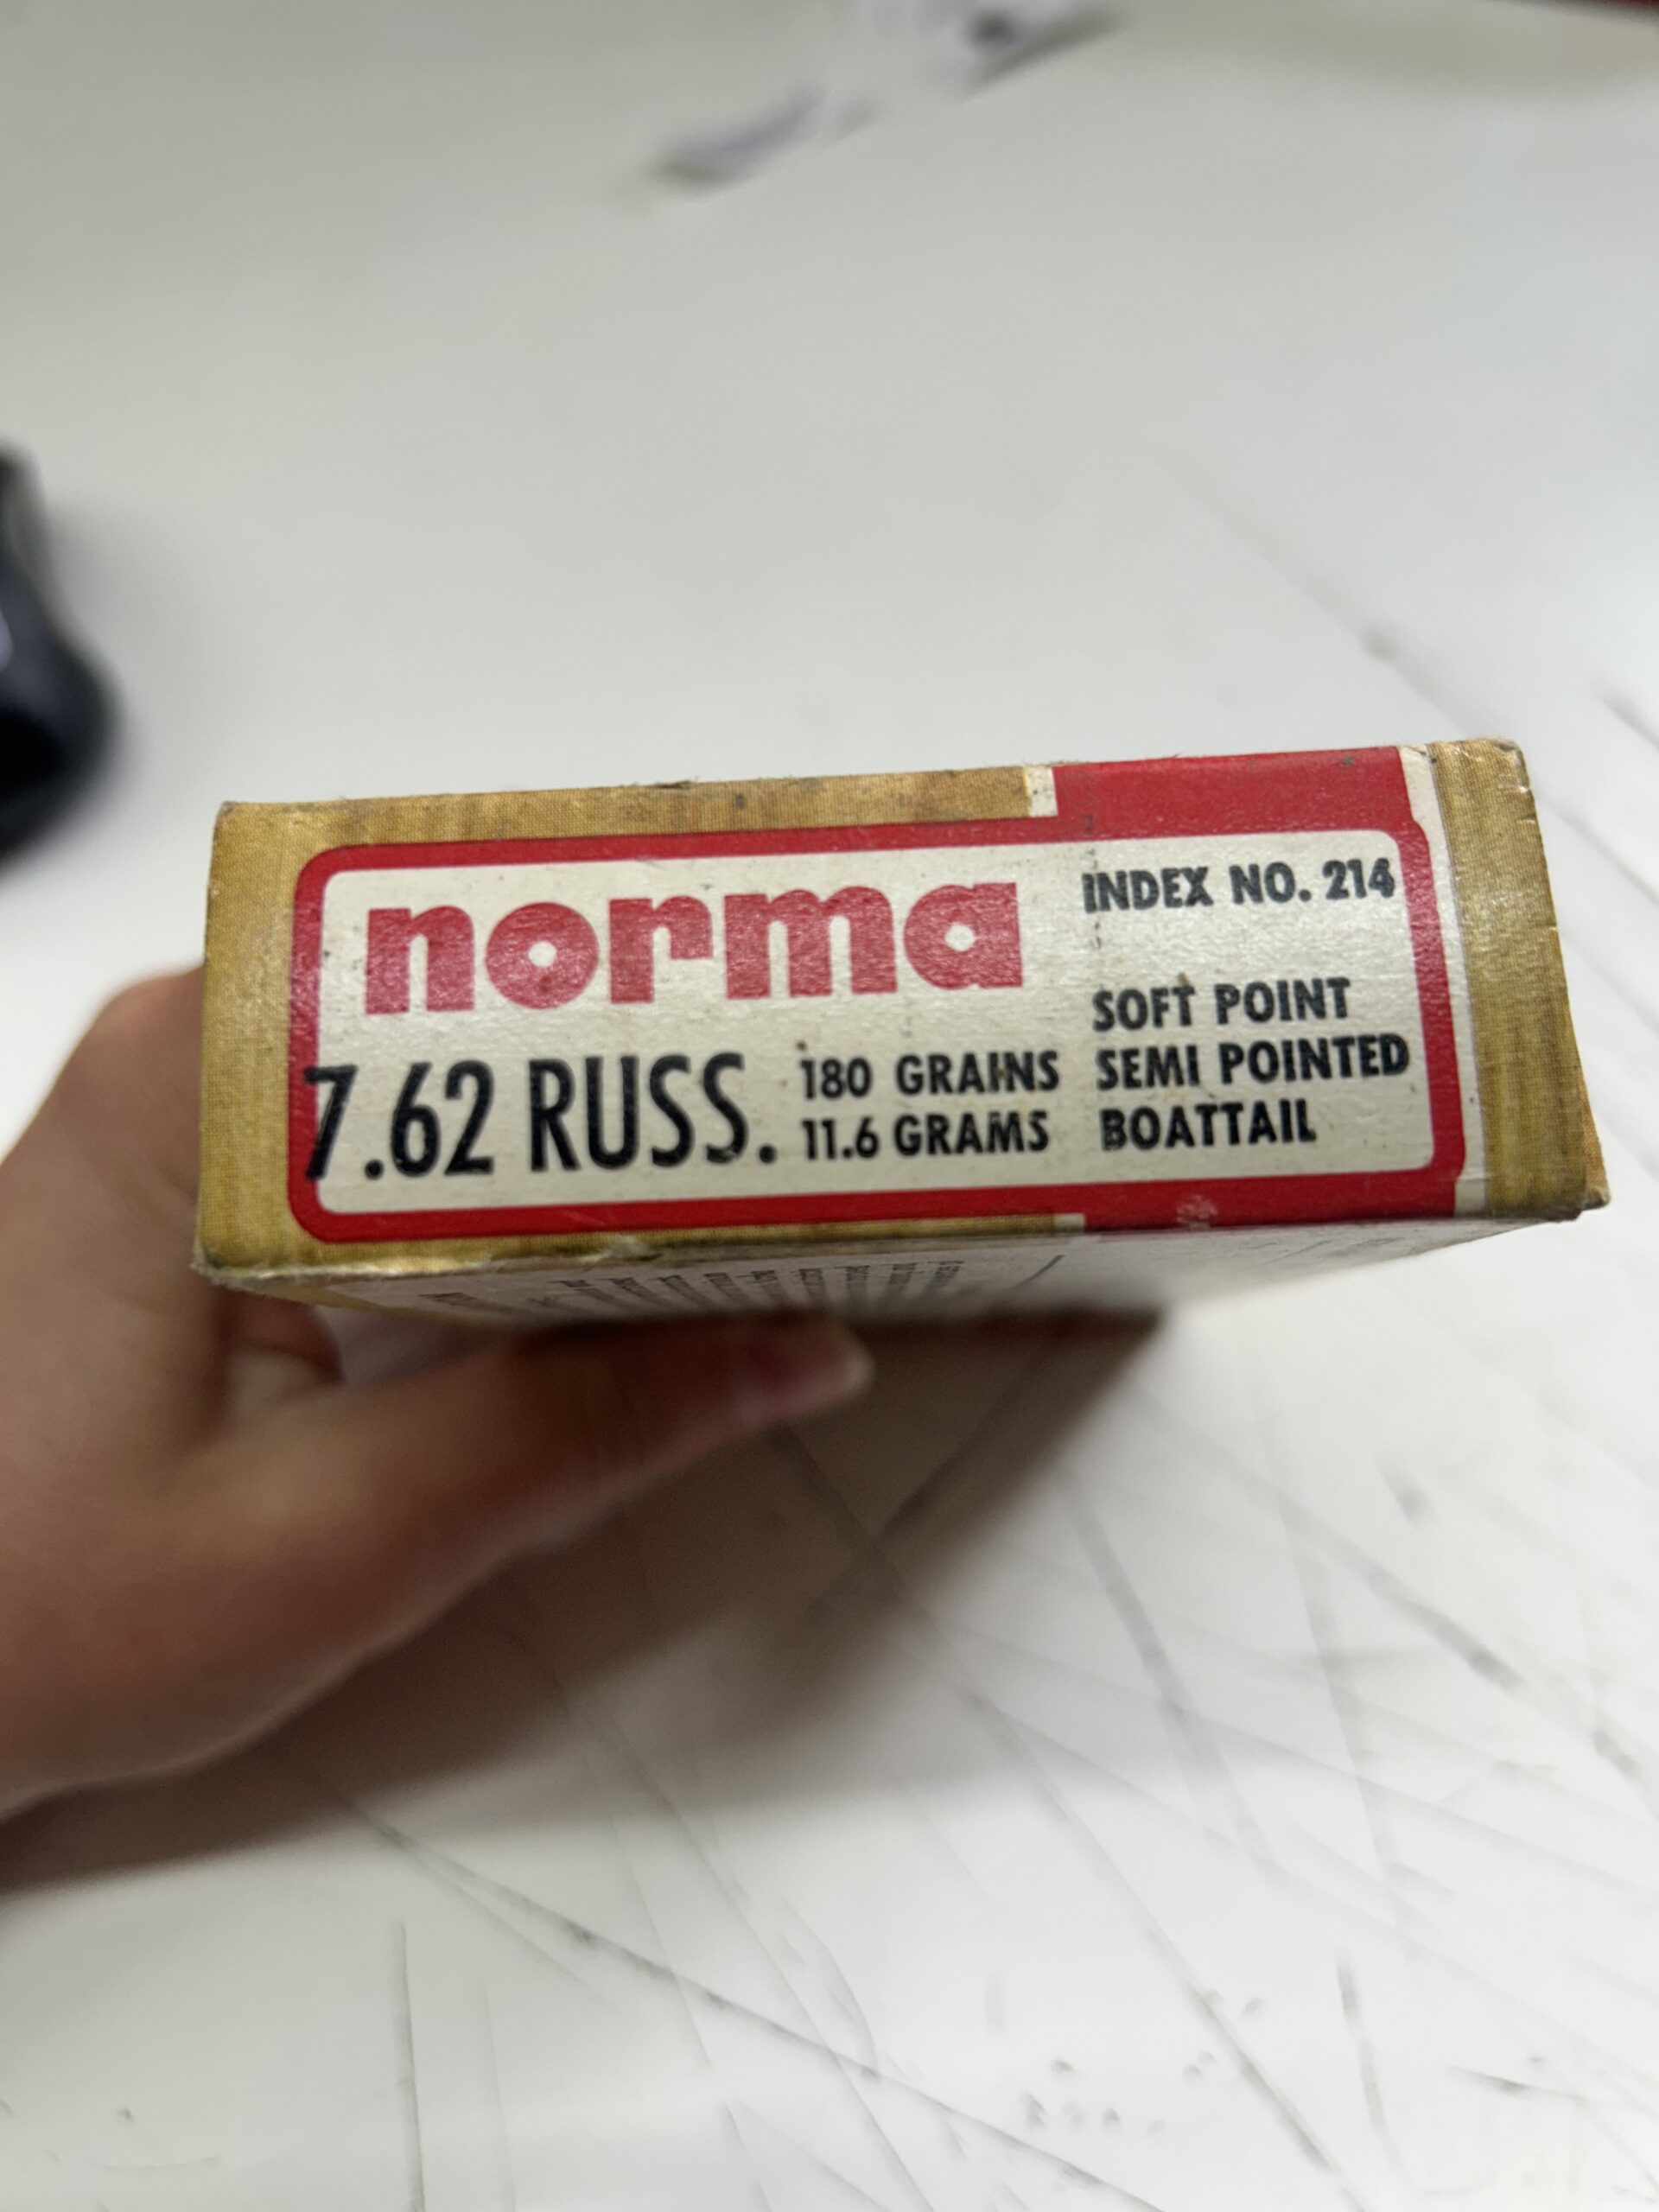 norma
INDEX NO. 214
7.62 RUSS.
180 GRAINS
11.6 GRAMS
SOFT POINT
SEMI POINTED
BOATTAIL